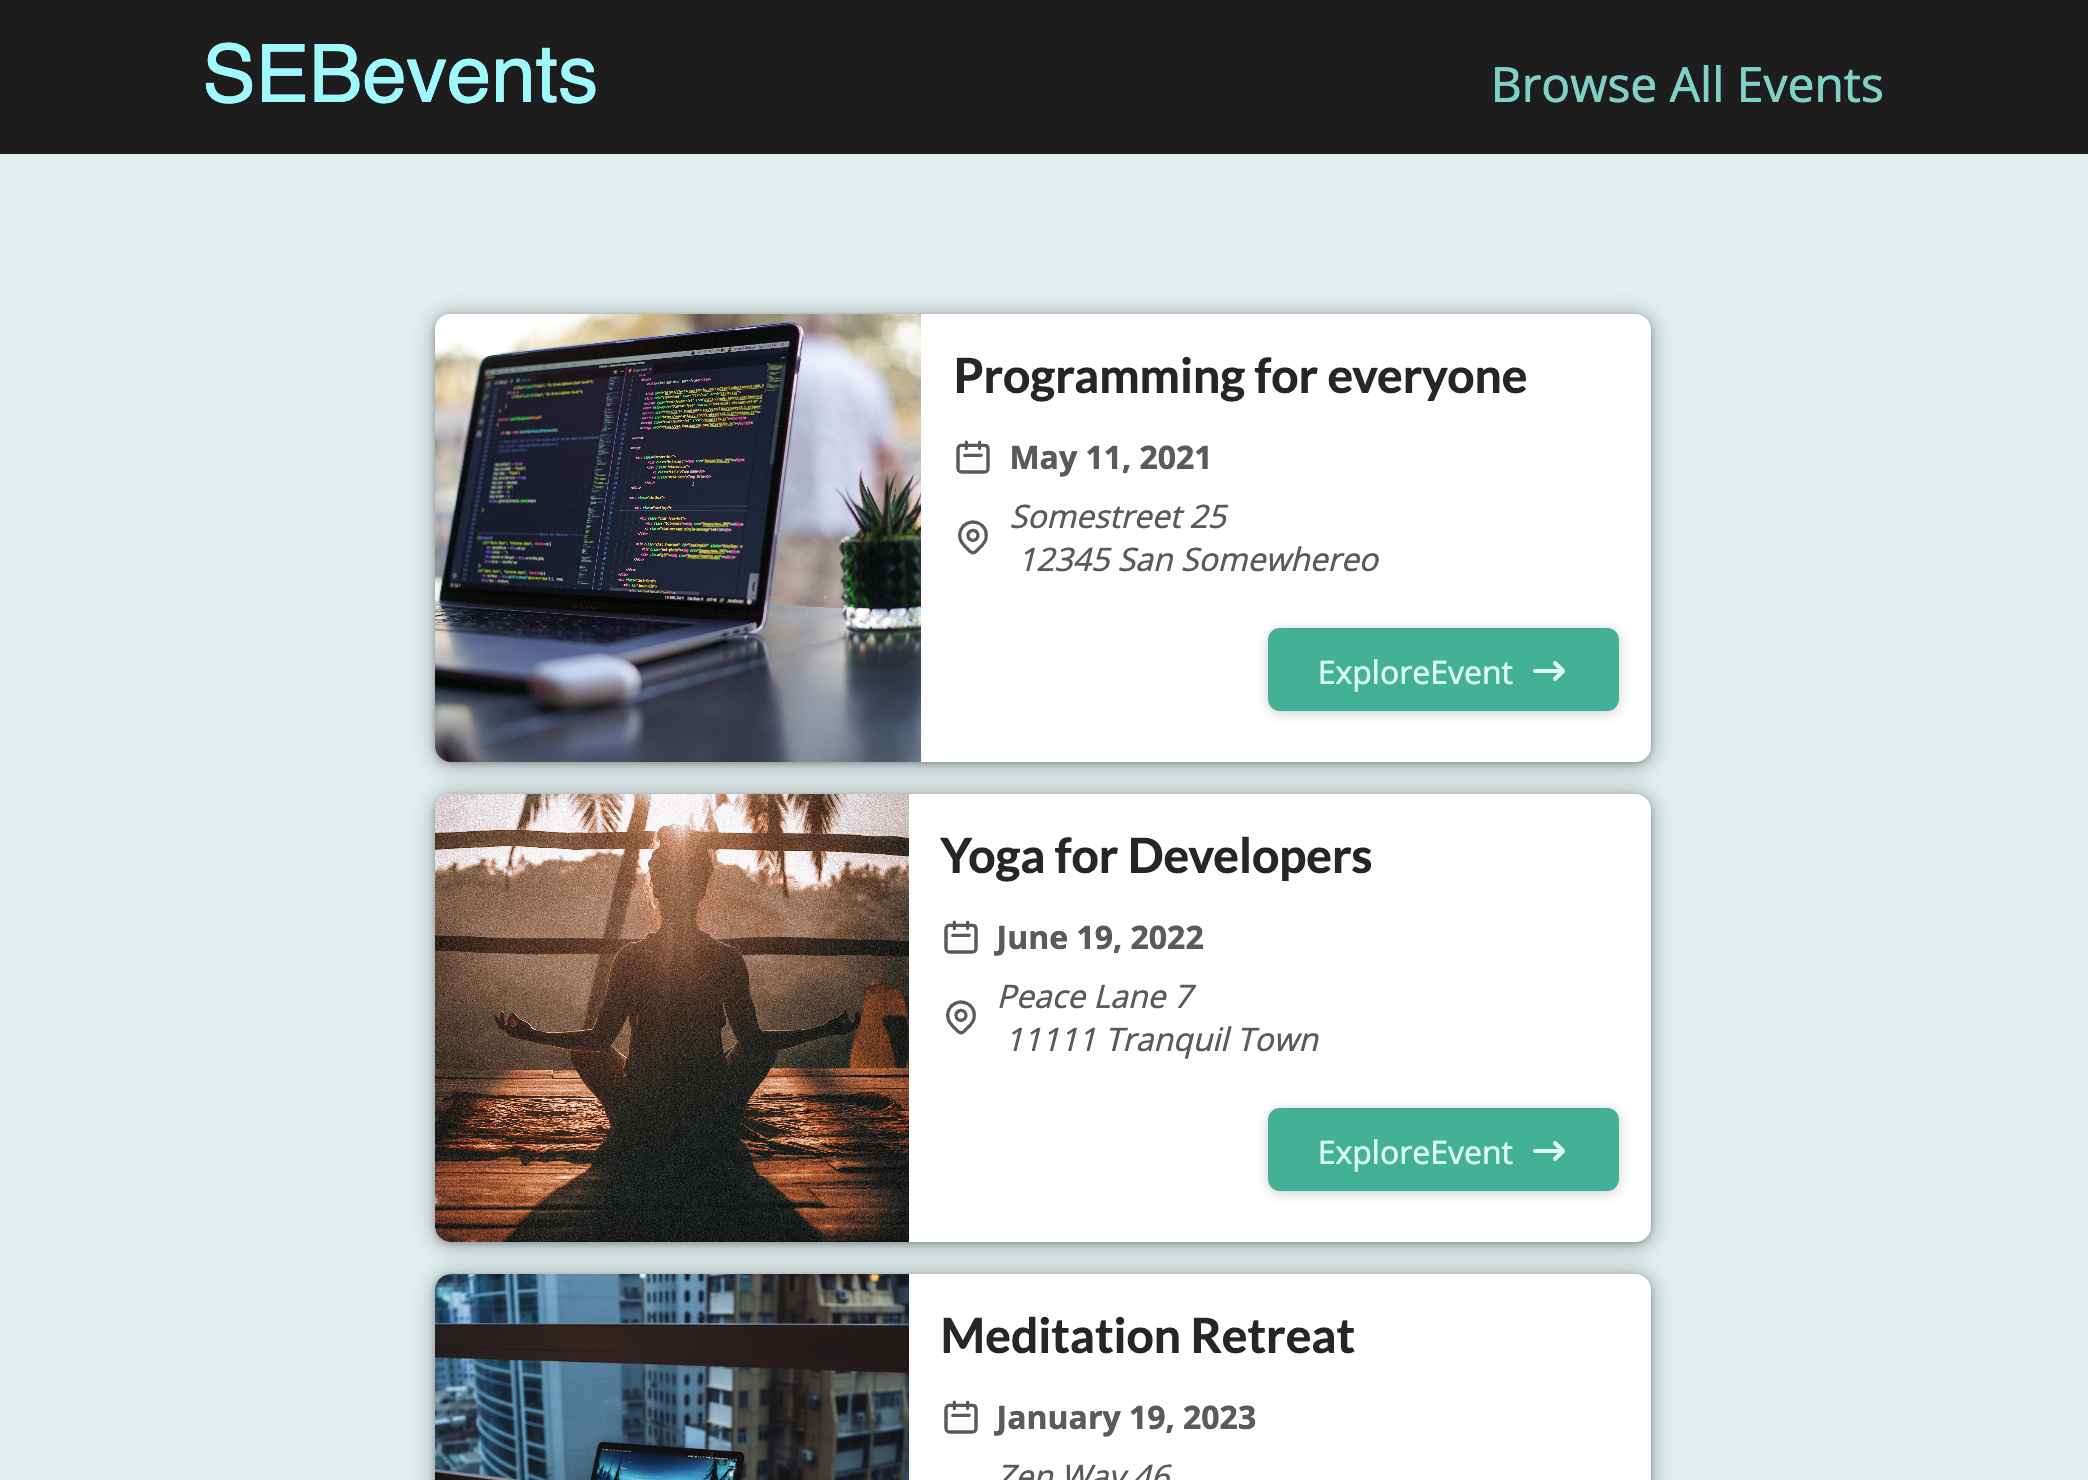 SEBevents
Browse All Events
Programming for everyone
May 11, 2021
Somestreet 25
12345 San Somewhereo
ExploreEvent →
Yoga for Developers
June 19, 2022
Peace Lane 7
11111 Tranquil Town
ExploreEvent →
Meditation Retreat
January 19, 2023
Zen Way 46